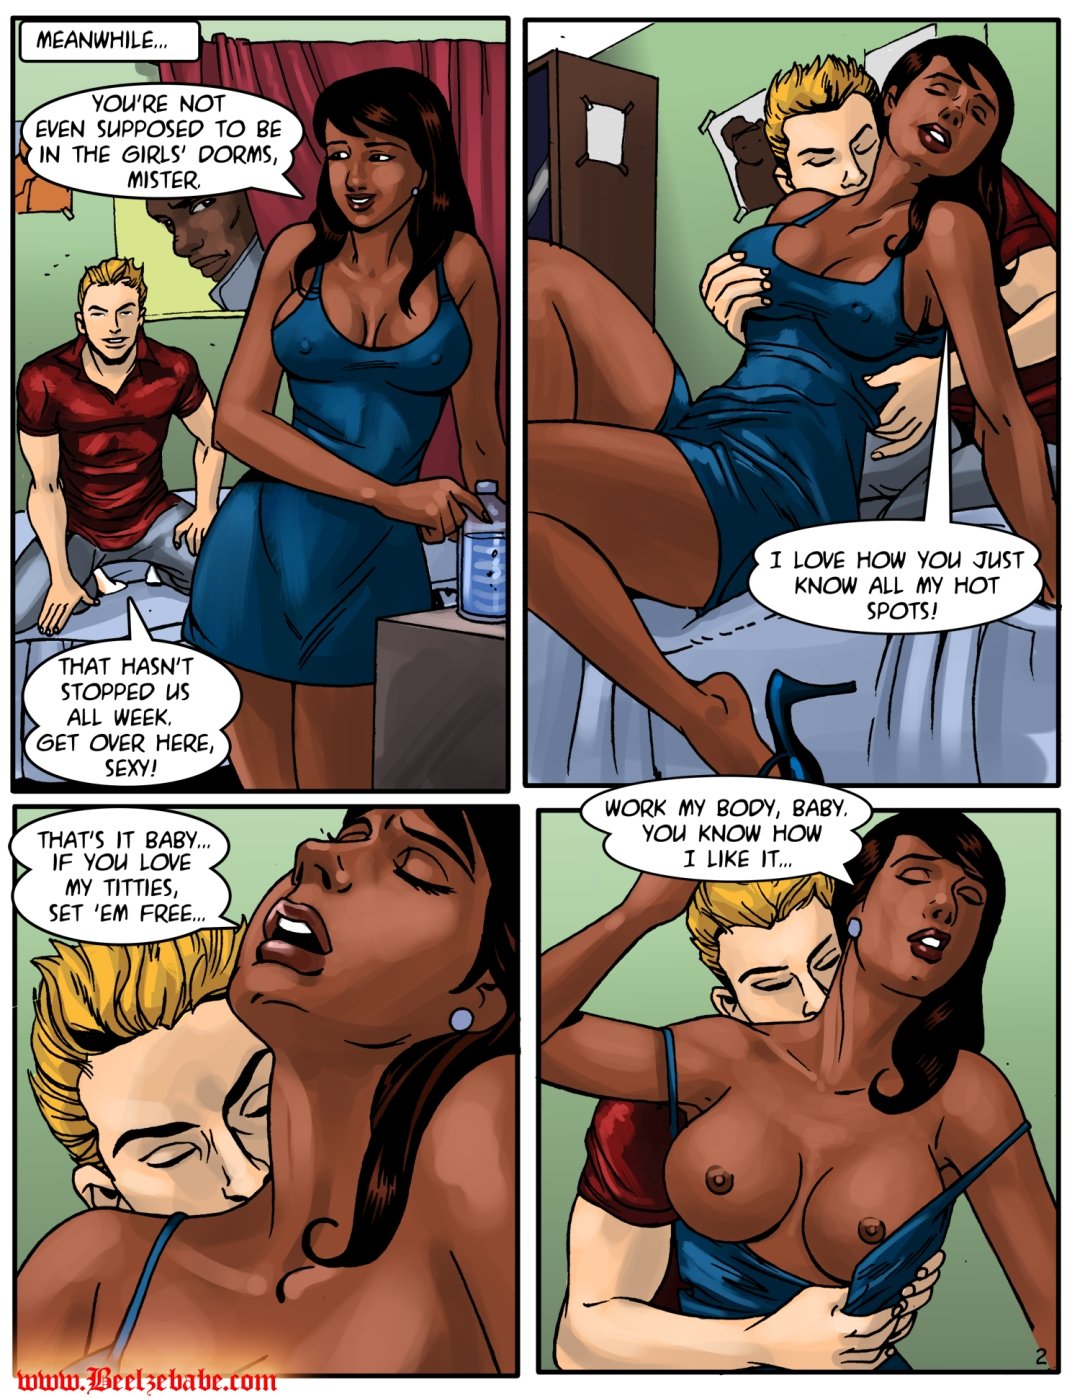 MEANWHILE...
YOU'RE NOT
EVEN SUPPOSED TO BE
IN THE GIRLS' DORMS,
MISTER.
THAT HASN'T
STOPPED US
ALL WEEK.
GET OVER HERE,
SEXY!
I LOVE HOW YOU JUST
KNOW ALL MY HOT
SPOTS!
THAT'S IT BABY...
IF YOU LOVE
MY TITTIES,
SET 'EM FREE...
WORK MY BODY, BABY.
YOU KNOW HOW
I LIKE IT...
2
www.Beelzebabe.com